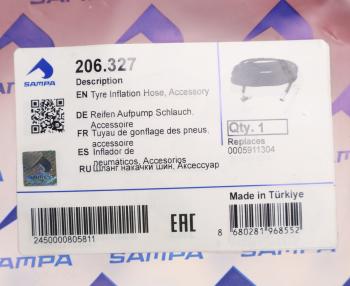 SAMPA
206.327
Description
EN Tyre Inflation Hose, Accessory
DE Reifen Aufpump Schlauch,
Accessoire
FR Tuyau de gonflage des pneus,
accessoire
ES Inflador de
neumaticos, Accesorios
RU Шланг накачки шин, Аксессуар
Qty. 1
Replaces
0005911304
SAMPA
2450000805811
EAC
Made in Türkiye
8 680281 968552
SAMPA
SAMPA